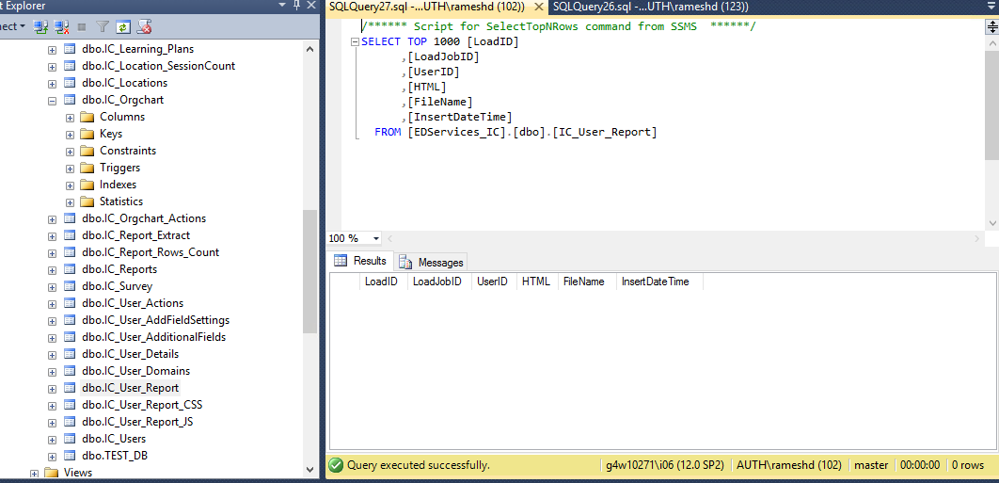 t Explorer
nect
dbo.IC_Learning_Plans
dbo.IC_Location_SessionCount
dbo.IC_Locations
dbo.IC_Orgchart
Columns
Keys
Constraints
Triggers
Indexes
Statistics
dbo.IC_Orgchart_Actions
dbo.IC_Report_Extract
dbo.IC_Report_Rows_Count
dbo.IC_Reports
dbo.IC_Survey
dbo.IC_User_Actions
dbo.IC_User_AddFieldSettings
dbo.IC_User_AdditionalFields
dbo.IC_User_Details
dbo.IC_User_Domains
dbo.IC_User_Report
dbo.IC_User_Report_CSS
dbo.IC_User_Report_JS
dbo.IC_Users
dbo.TEST_DB
Views
SQLQuery27.sql -...UTH\rameshd (102)) SQLQuery26.sql -...UTH\rameshd (123))
/****** Script for SelectTopNRows command from SSMS ******/
SELECT TOP 1000 [LoadID]
,[LoadJobID]
,[UserID]
,[HTML]
,[FileName]
,[InsertDateTime]
FROM [EDServices_IC].[dbo].[IC_User_Report]
100 %
Results Messages
LoadID LoadJobID UserID HTML FileName InsertDateTime
Query executed successfully. g4w10271\i06 (12.0 SP2) AUTH\rameshd (102) master 00:00:00 0 rows